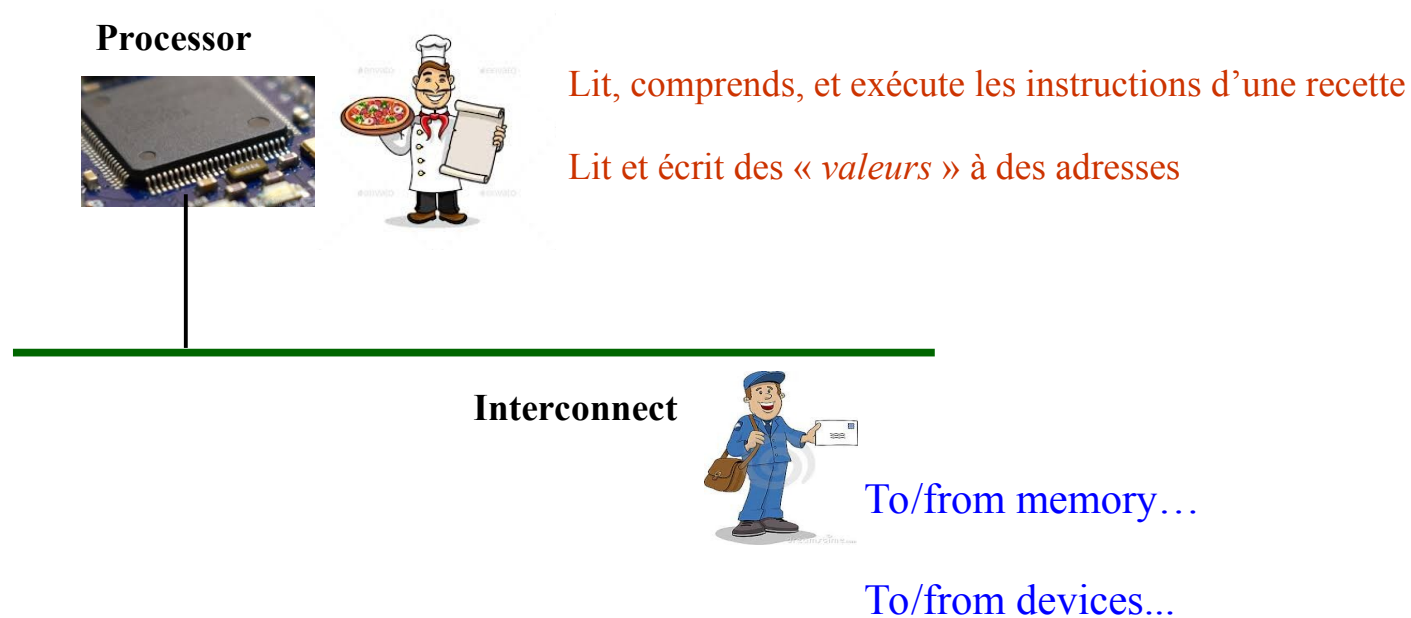 Processor
Lit, comprends, et exécute les instructions d’une recette
Lit et écrit des « valeurs » à des adresses
Interconnect
To/from memory…
To/from devices...